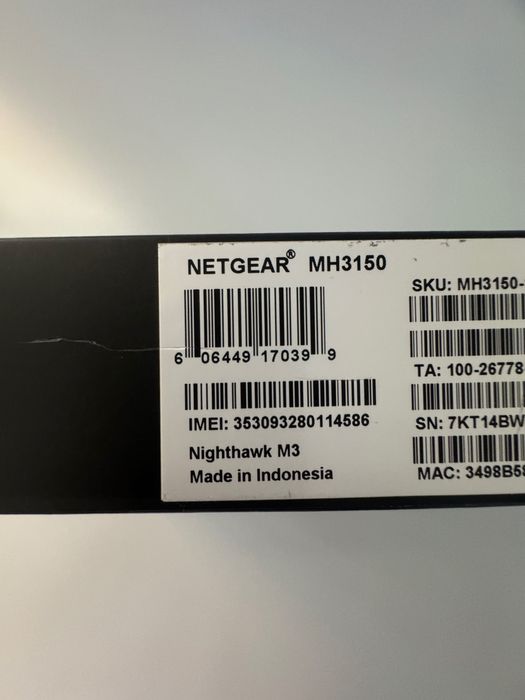 NETGEAR® MH3150
6 06449 17039 9
IMEI: 353093280114586
Nighthawk M3
Made in Indonesia
SKU: MH3150-
TA: 100-26778
SN: 7KT14BW
MAC: 3498B5